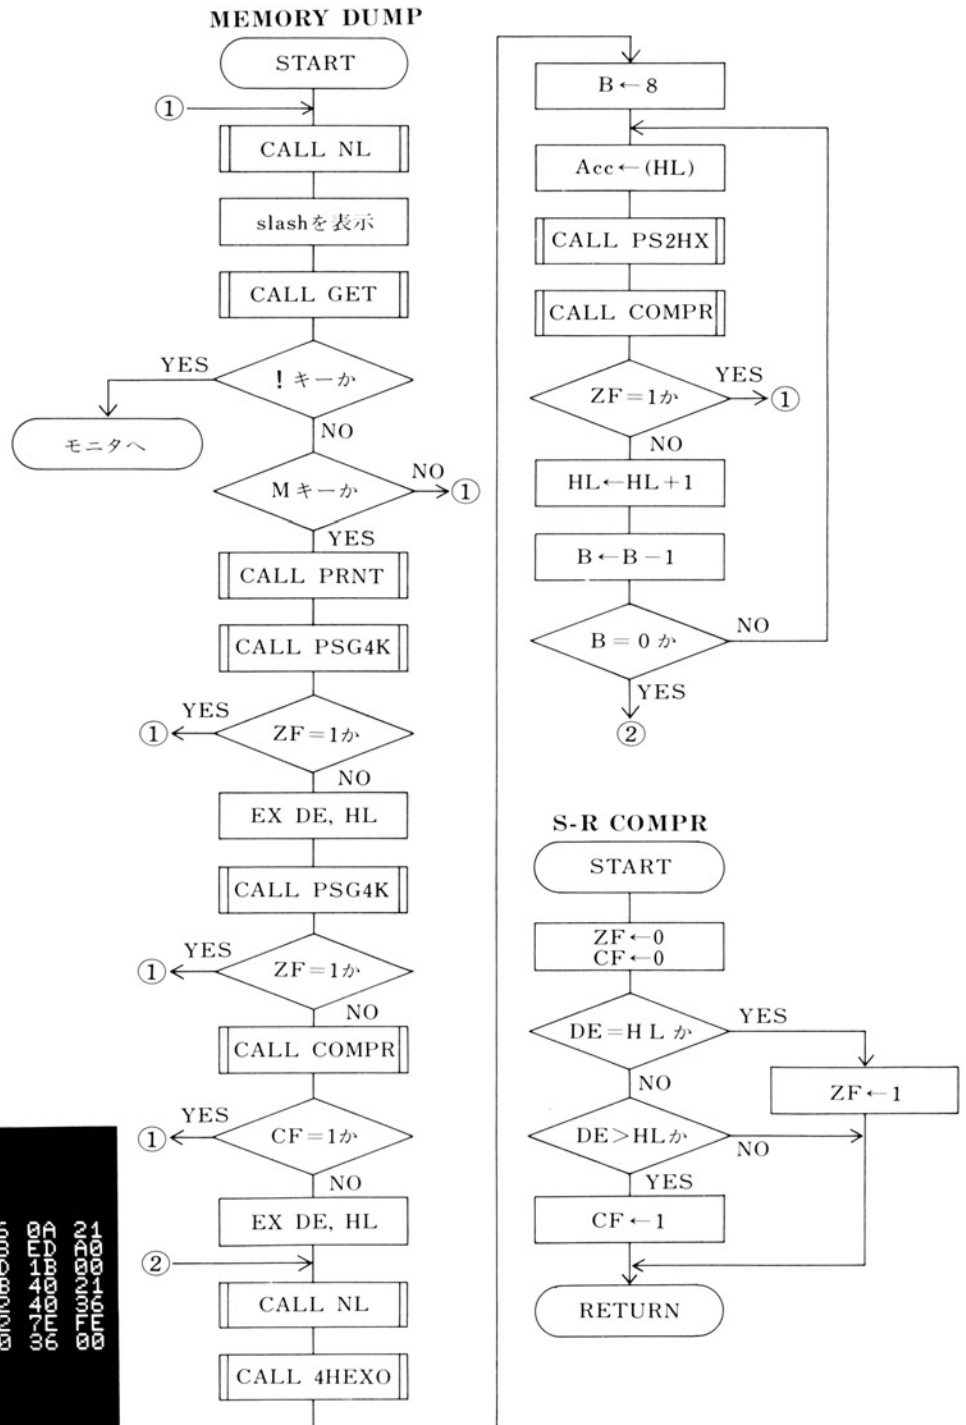 MEMORY DUMP
START
①
CALL NL
slashを表示
CALL GET
YES
!キーか
モニタへ
NO
Mキーか
NO
①
YES
CALL PRNT
CALL PSG4K
YES
①
ZF=1か
NO
EX DE, HL
CALL PSG4K
YES
①
ZF=1か
NO
CALL COMPR
YES
①
CF=1か
NO
EX DE, HL
②
CALL NL
CALL 4HEXO
B←8
Acc←(HL)
CALL PS2HX
CALL COMPR
ZF=1か
YES
①
NO
HL←HL+1
B←B-1
B=0か
NO
YES
②
S-R COMPR
START
ZF←0
CF←0
DE=HLか
YES
NO
ZF←1
DE>HLか
NO
YES
CF←1
RETURN
0A 21
ED A0
1B 00
40 21
40 36
7E FE
36 00